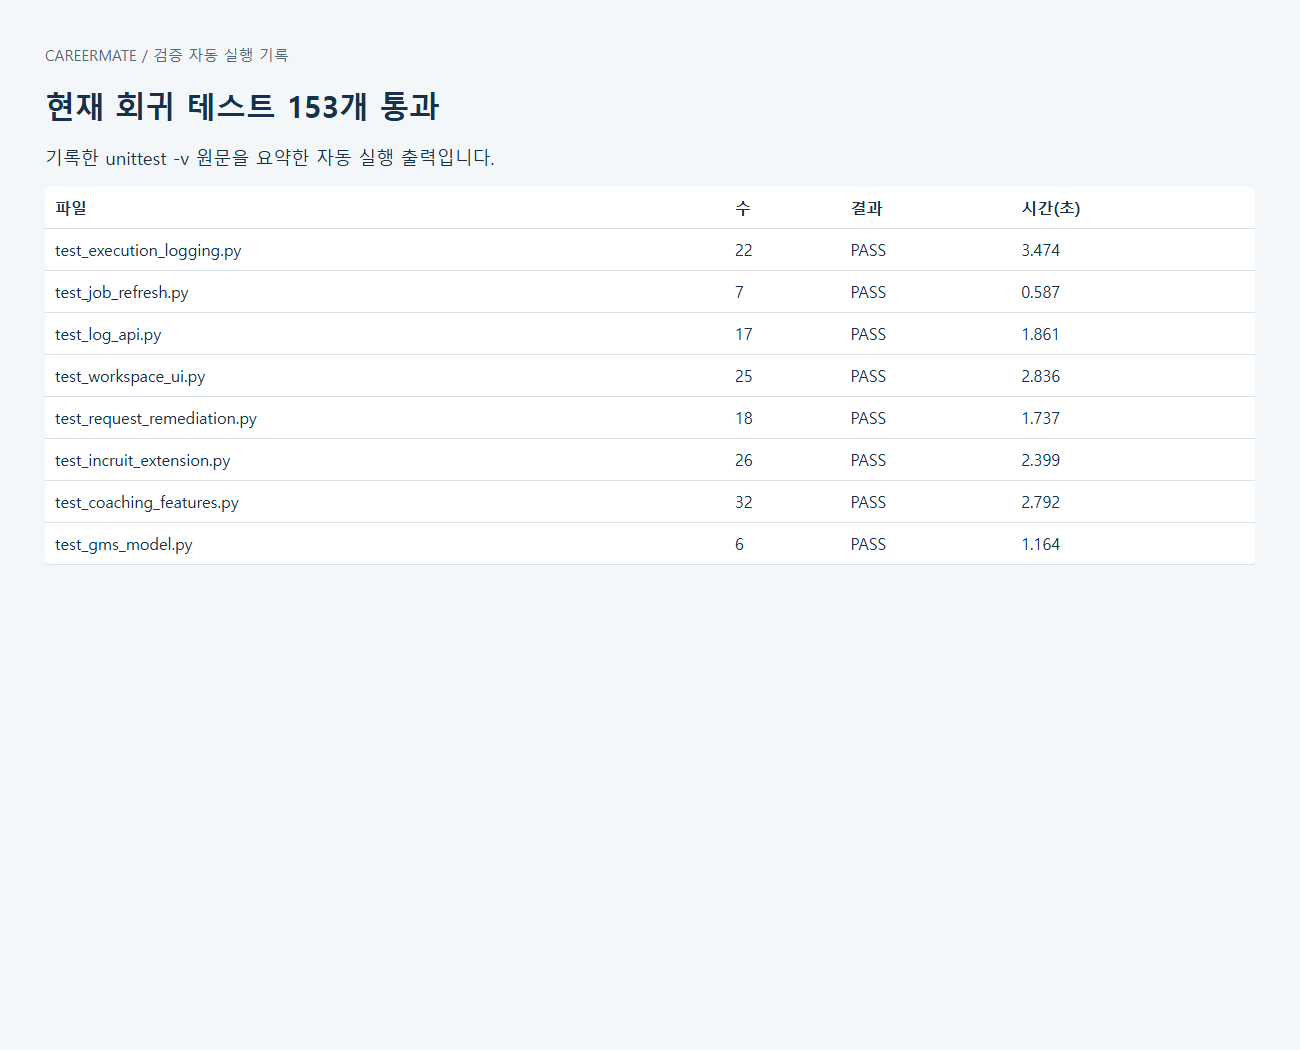 CAREERMATE / 검증 자동 실행 기록
현재 회귀 테스트 153개 통과
기록한 unittest -v 원문을 요약한 자동 실행 출력입니다.
파일 수 결과 시간(초)
test_execution_logging.py 22 PASS 3.474
test_job_refresh.py 7 PASS 0.587
test_log_api.py 17 PASS 1.861
test_workspace_ui.py 25 PASS 2.836
test_request_remediation.py 18 PASS 1.737
test_incruit_extension.py 26 PASS 2.399
test_coaching_features.py 32 PASS 2.792
test_gms_model.py 6 PASS 1.164